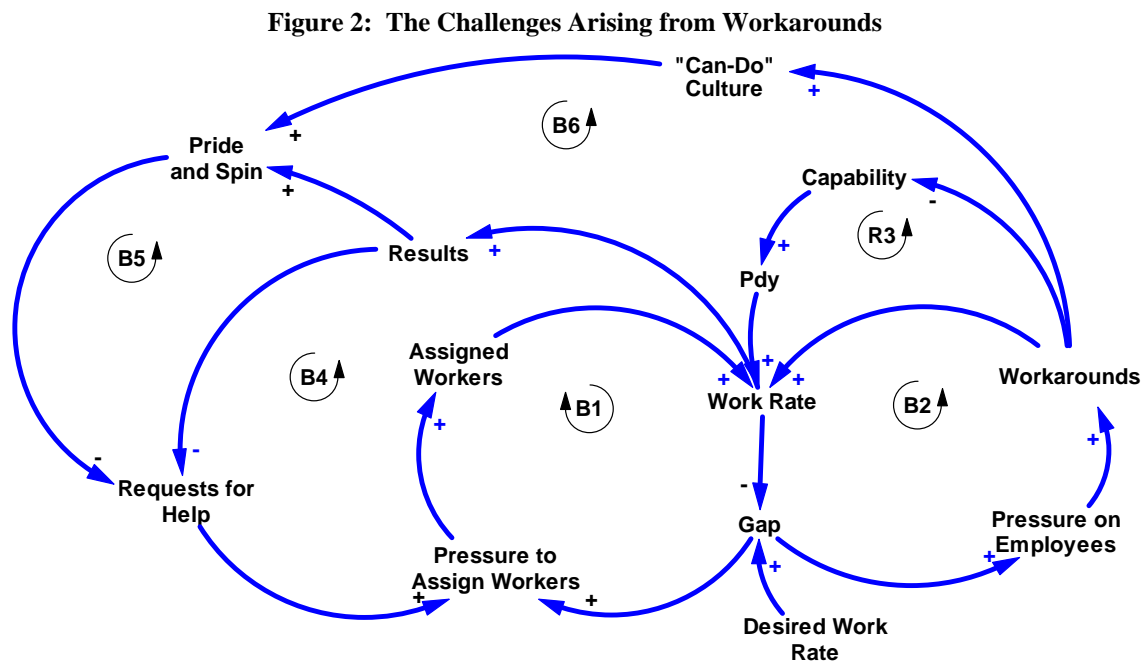 Figure 2:  The Challenges Arising from Workarounds
"Can-Do"
Culture
+
B6
+
Pride
and Spin
+
Capability
-
R3
B5
Results
+
+
Pdy
B4
Assigned
Workers
B1
+
+
+
Work Rate
B2
Workarounds
+
+
-
-
Requests for
Help
-
Gap
Pressure on
Employees
+
Pressure to
Assign Workers
+
+
+
Desired Work
Rate